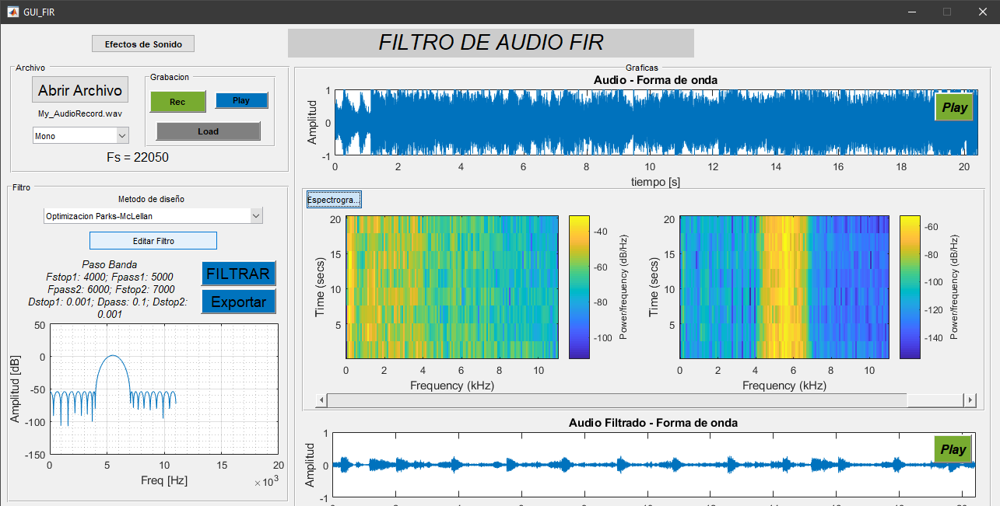 GUI_FIR
Efectos de Sonido
FILTRO DE AUDIO FIR
Archivo
Abrir Archivo
My_AudioRecord.wav
Mono
Fs = 22050
Grabacion
Rec
Play
Load
Filtro
Metodo de diseño
Optimizacion Parks-McLellan
Editar Filtro
Paso Banda
Fstop1: 4000; Fpass1: 5000
Fpass2: 6000; Fstop2: 7000
Dstop1: 0.001; Dpass: 0.1; Dstop2:
0.001
FILTRAR
Exportar
50
0
-50
-100
-150
Amplitud [dB]
0 5 10 15 20
Freq [Hz]
× 10³
Graficas
Audio - Forma de onda
Amplitud
1
0
-1
Play
0 2 4 6 8 10 12 14 16 18 20
tiempo [s]
Espectrogra...
Time (secs)
20
15
10
5
0 2 4 6 8 10
Frequency (kHz)
-40
-60
-80
-100
Power/frequency (dB/Hz)
Time (secs)
20
15
10
5
0 2 4 6 8 10
Frequency (kHz)
-60
-80
-100
-120
-140
Power/frequency (dB/Hz)
Audio Filtrado - Forma de onda
Amplitud
1
0
-1
Play